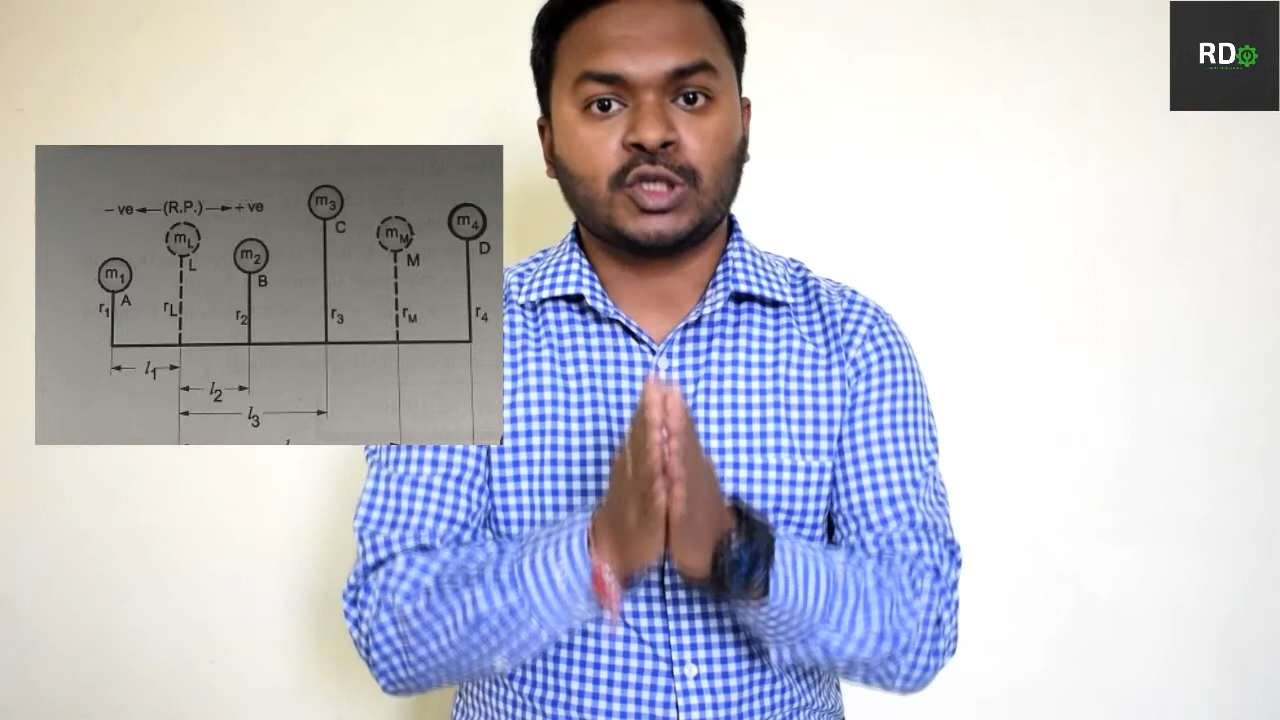 RD
– ve (R.P.) + ve
m3
C
m4
D
mL
L
mM
M
m2
B
m1
A
r1
rL
r2
r3
rM
r4
l1
l2
l3